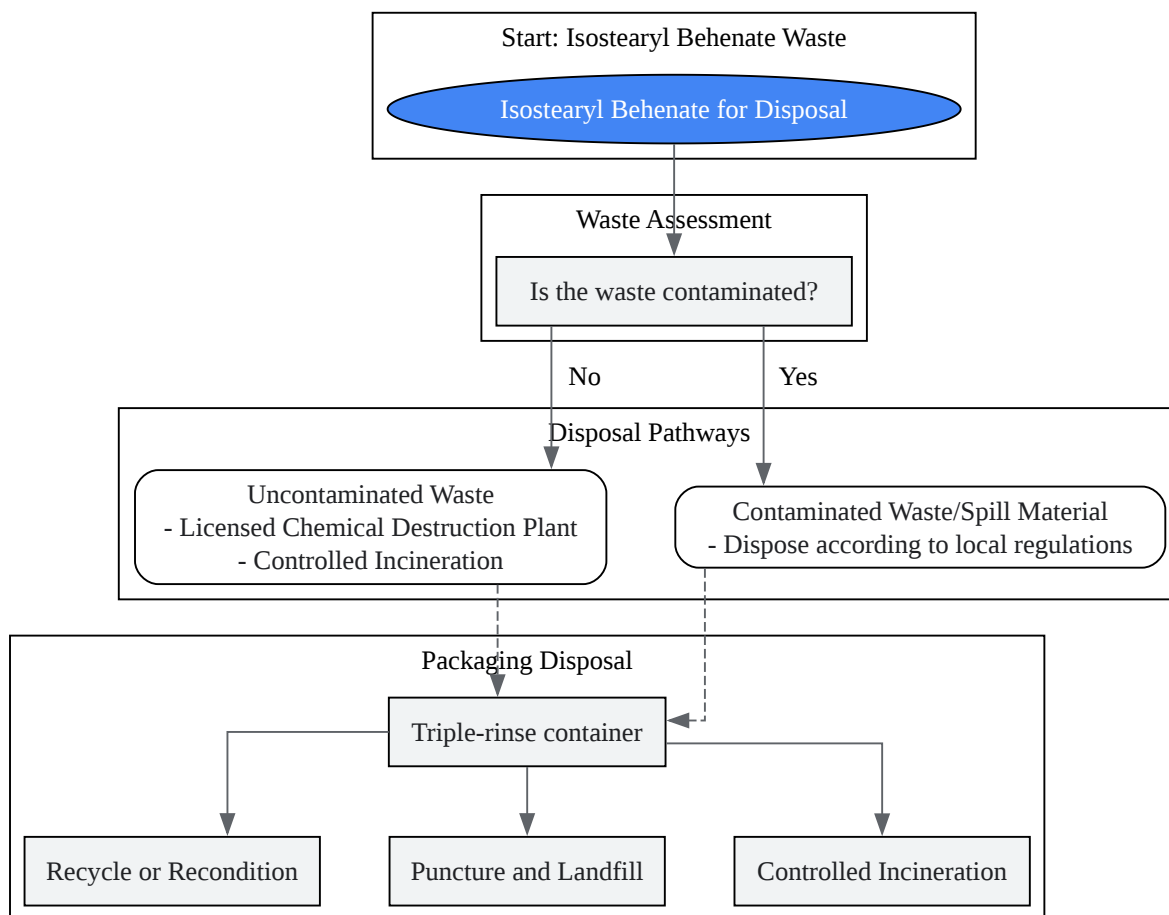 Start: Isostearyl Behenate Waste
Isostearyl Behenate for Disposal
Waste Assessment
Is the waste contaminated?
No
Yes
Disposal Pathways
Uncontaminated Waste
- Licensed Chemical Destruction Plant
- Controlled Incineration
Contaminated Waste/Spill Material
- Dispose according to local regulations
Packaging Disposal
Triple-rinse container
Recycle or Recondition
Puncture and Landfill
Controlled Incineration